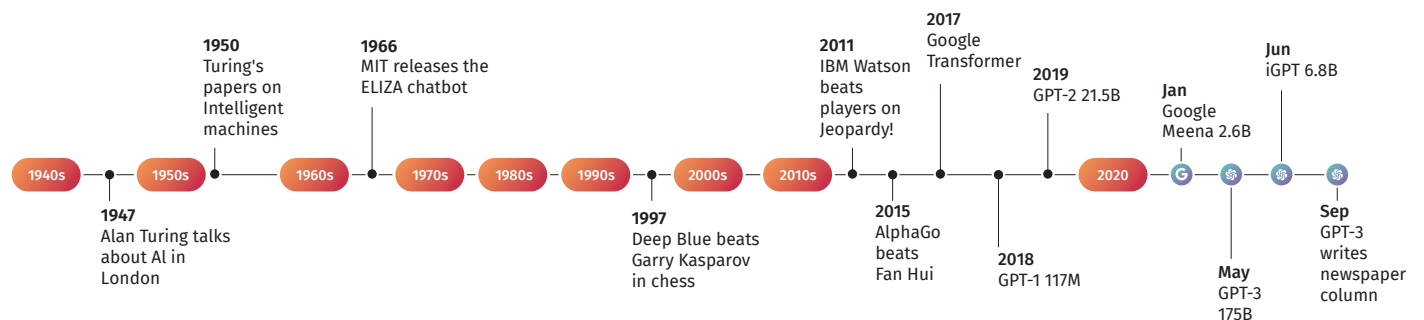 1940s
1947
Alan Turing talks
about AI in
London
1950s
1950
Turing's
papers on
Intelligent
machines
1960s
1966
MIT releases the
ELIZA chatbot
1970s
1980s
1990s
1997
Deep Blue beats
Garry Kasparov
in chess
2000s
2010s
2011
IBM Watson
beats
players on
Jeopardy!
2015
AlphaGo
beats
Fan Hui
2017
Google
Transformer
2018
GPT-1 117M
2019
GPT-2 21.5B
2020
Jan
Google
Meena 2.6B
G
May
GPT-3
175B
Jun
iGPT 6.8B
Sep
GPT-3
writes
newspaper
column